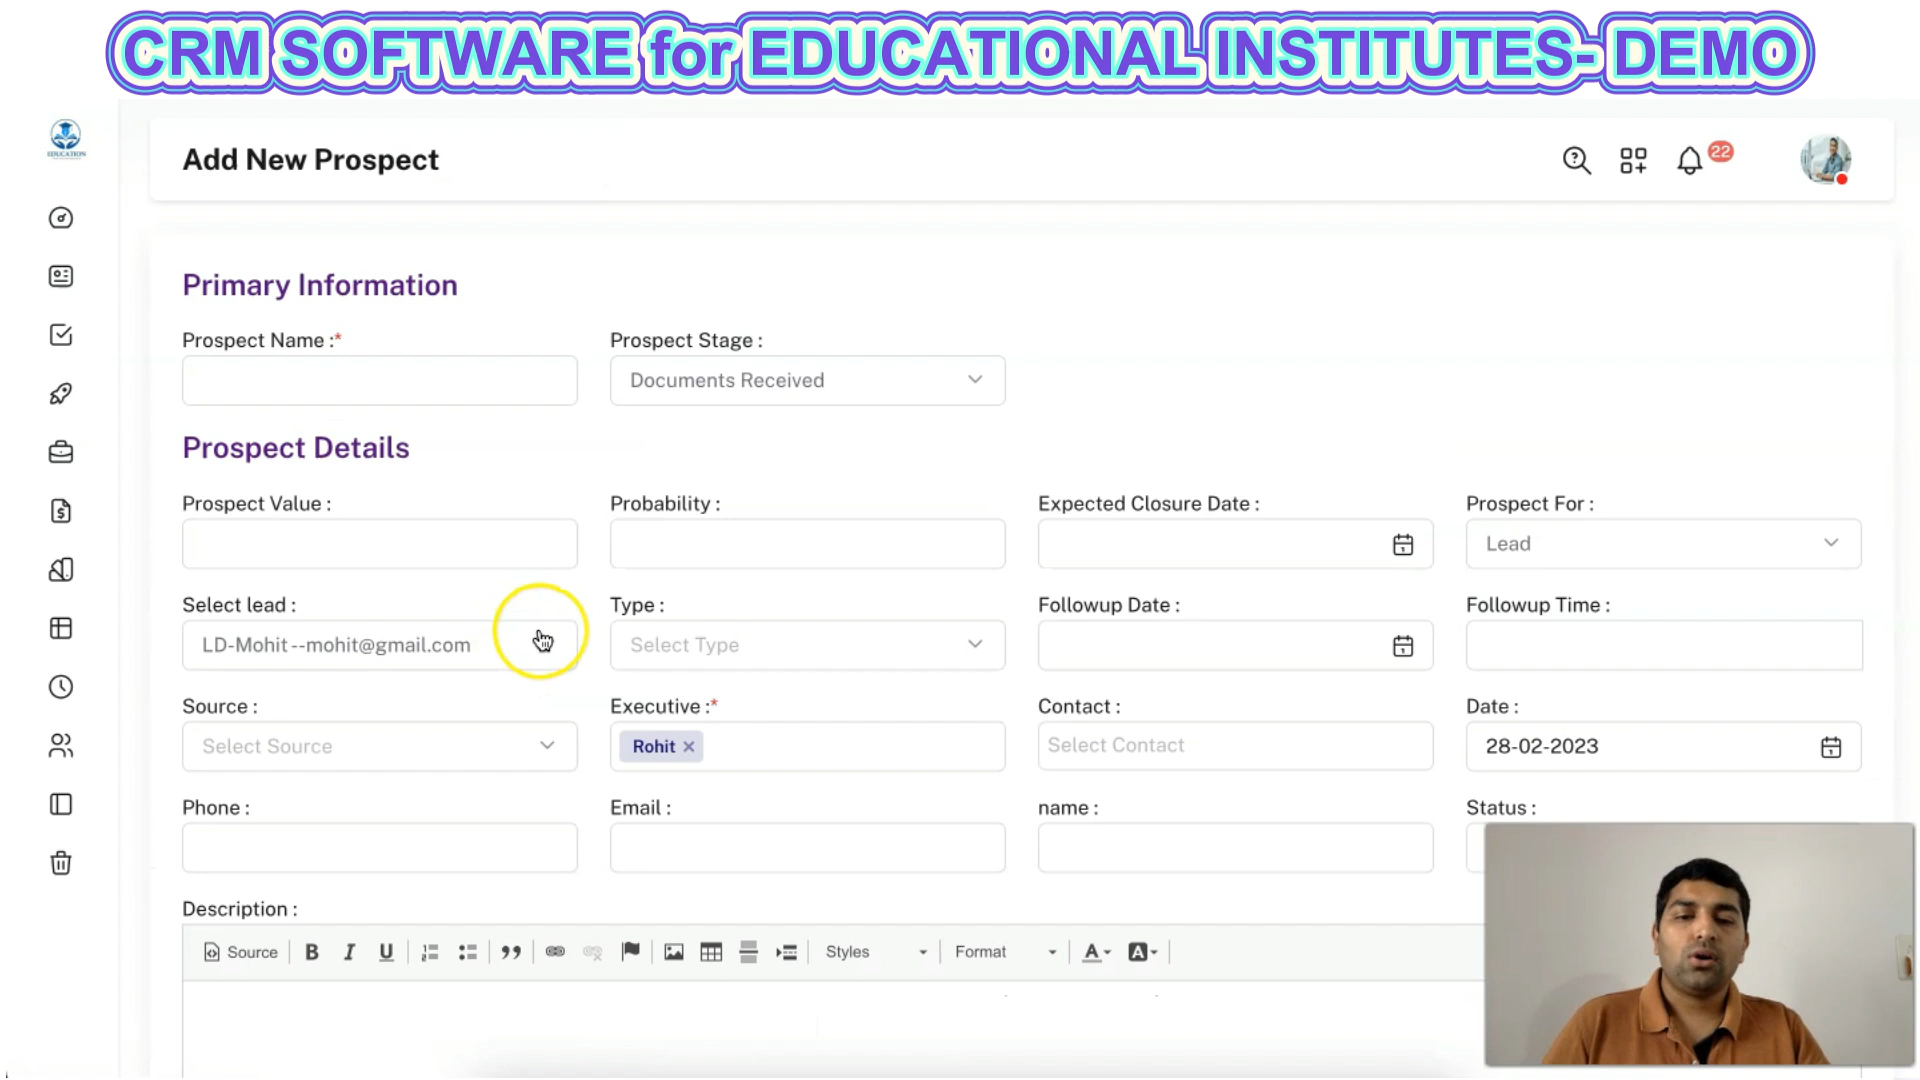 CRM SOFTWARE for EDUCATIONAL INSTITUTES- DEMO
EDUCATION
Add New Prospect
22
Primary Information
Prospect Name :*
Prospect Stage :
Documents Received
Prospect Details
Prospect Value :
Probability :
Expected Closure Date :
Prospect For :
Lead
Select lead :
Type :
Followup Date :
Followup Time :
LD-Mohit --mohit@gmail.com
Select Type
Source :
Executive :*
Contact :
Date :
Select Source
Rohit ×
Select Contact
28-02-2023
Phone :
Email :
name :
Status :
Description :
Source B I U Styles Format A A